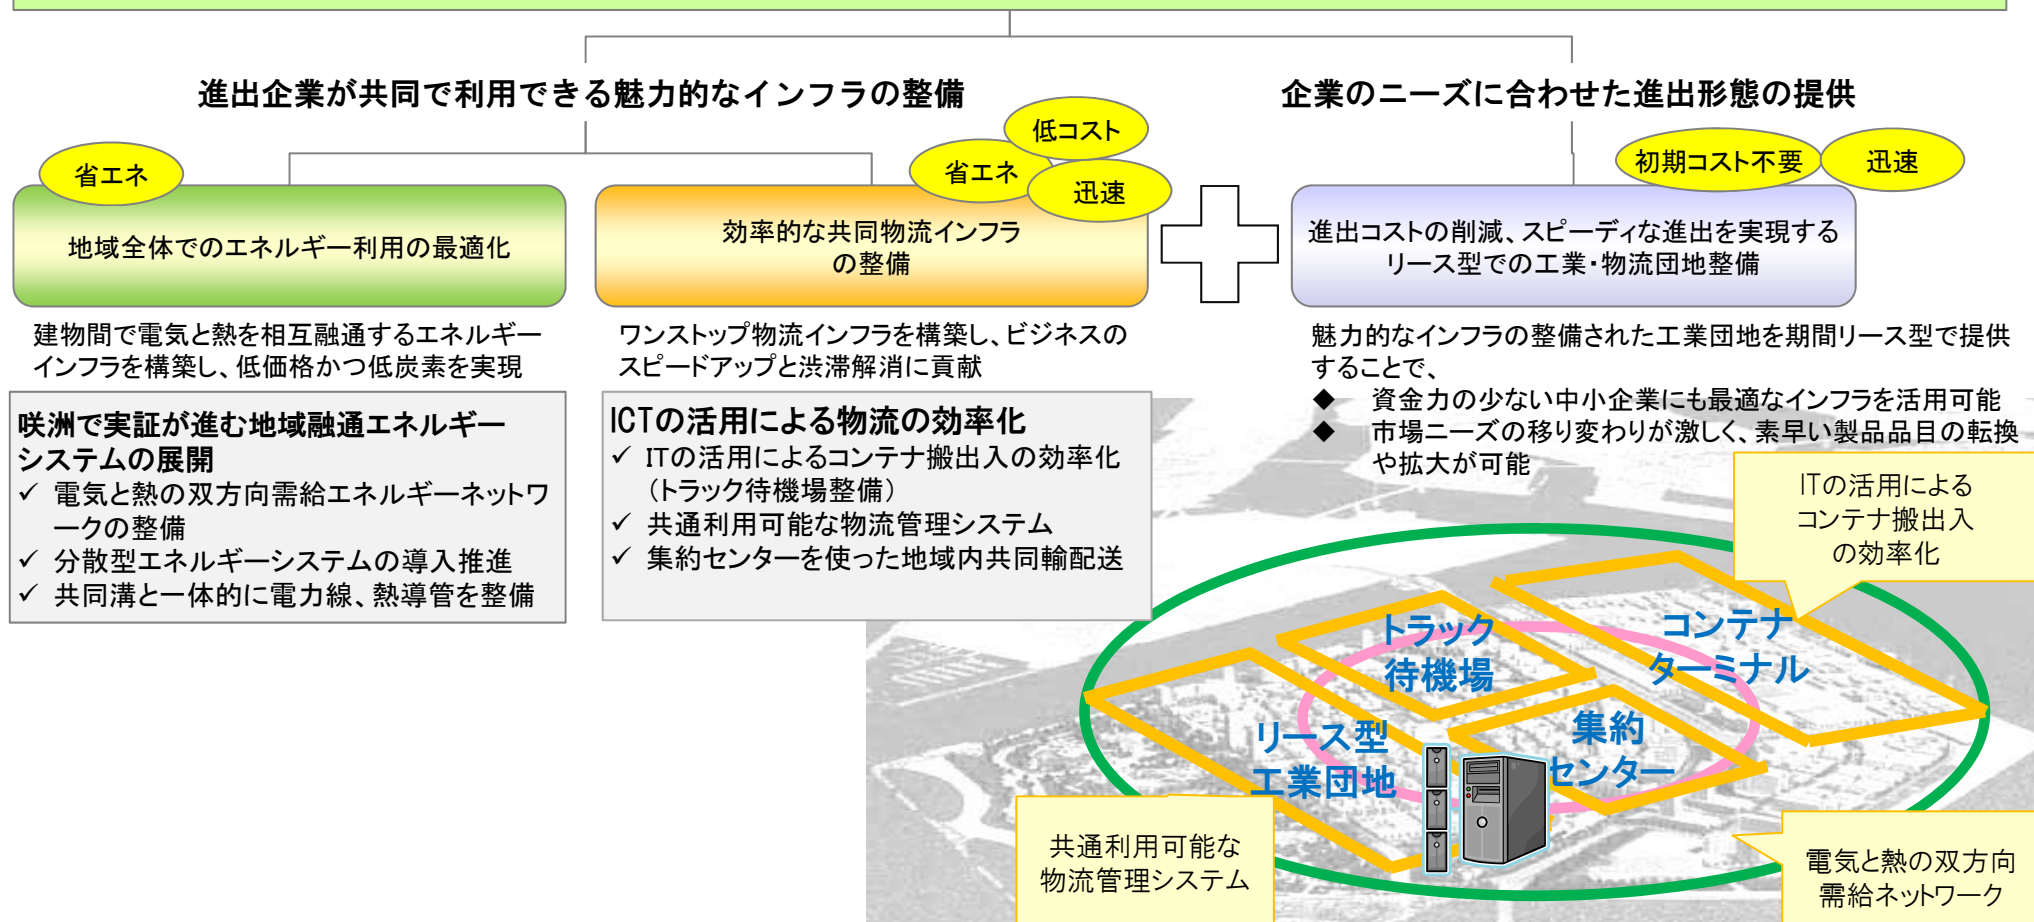 進出企業が共同で利用できる魅力的なインフラの整備
企業のニーズに合わせた進出形態の提供
省エネ
低コスト
省エネ
迅速
初期コスト不要
迅速
地域全体でのエネルギー利用の最適化
効率的な共同物流インフラ
の整備
進出コストの削減、スピーディな進出を実現する
リース型での工業・物流団地整備
建物間で電気と熱を相互融通するエネルギー
インフラを構築し、低価格かつ低炭素を実現
ワンストップ物流インフラを構築し、ビジネスの
スピードアップと渋滞解消に貢献
魅力的なインフラの整備された工業団地を期間リース型で提供
することで、
◆ 資金力の少ない中小企業にも最適なインフラを活用可能
◆ 市場ニーズの移り変わりが激しく、素早い製品品目の転換
や拡大が可能
咲洲で実証が進む地域融通エネルギー
システムの展開
✓ 電気と熱の双方向需給エネルギーネットワ
ークの整備
✓ 分散型エネルギーシステムの導入推進
✓ 共同溝と一体的に電力線、熱導管を整備
ICTの活用による物流の効率化
✓ ITの活用によるコンテナ搬出入の効率化
（トラック待機場整備）
✓ 共通利用可能な物流管理システム
✓ 集約センターを使った地域内共同輸配送
ITの活用による
コンテナ搬出入
の効率化
トラック
待機場
コンテナ
ターミナル
リース型
工業団地
集約
センター
共通利用可能な
物流管理システム
電気と熱の双方向
需給ネットワーク